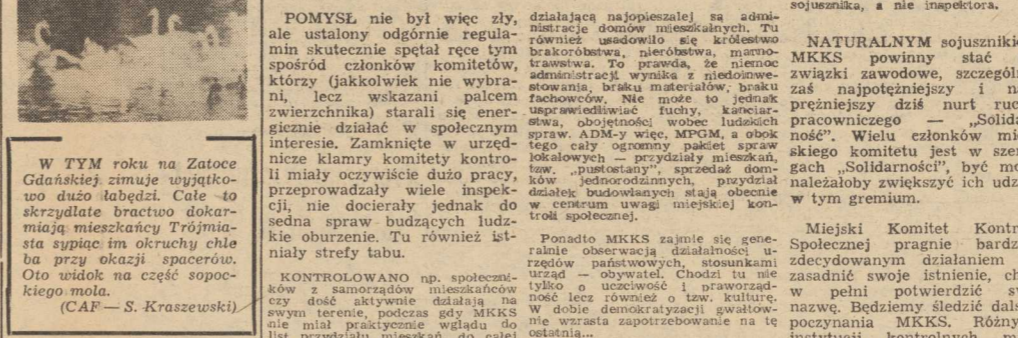 W TYM roku na Zatoce
Gdańskiej zimuje wyjątko-
wo dużo łabędzi. Całe to
skrzydlate bractwo dokar-
miają mieszkańcy Trójmia-
sta sypiąc im okruchy chle
ba przy okazji spacerów.
Oto widok na część sopoc-
kiego mola.
(CAF — S. Kraszewski)
POMYSŁ nie był więc zły,
ale ustalony odgórnie regula-
min skutecznie spętał ręce tym
spośród członków komitetów,
którzy (jakkolwiek nie wybra-
ni, lecz wskazani palcem
zwierzchnika) starali się ener-
gicznie działać w społecznym
interesie. Zamknięte w urzęd-
nicze klamry komitety kontro-
li miały oczywiście dużo pracy,
przeprowadzały wiele inspek-
cji, nie docierały jednak do
sedna spraw budzących ludz-
kie oburzenie. Tu również ist-
niały strefy tabu.
KONTROLOWANO np. społeczni-
ków z samorządów mieszkańców
czy dość aktywnie działają na
swym terenie, podczas gdy MKKS
nie miał praktycznie wglądu do
list przydziału mieszkań, do całej
działającą najopieszalej są admi-
nistracje domów mieszkalnych. Tu
również usadowiło się królestwo
brakoróbstwa, nieróbstwa, marno-
trawstwa. To prawda, że niemoc
administracji wynika z niedoinwe-
stowania, braku materiałów, braku
fachowców. Nie może to jednak
usprawiedliwiać fuchy, kanciar-
stwa, obojętności wobec ludzkich
spraw. ADM-y więc, MPGM, a obok
tego cały ogromny pakiet spraw
lokalowych — przydziały mieszkań,
tzw. „pustostany", sprzedaż dom-
ków jednorodzinnych, przydział
działek budowlanych stają obecnie
w centrum uwagi miejskiej kon-
troli społecznej.
Ponadto MKKS zajmie się gene-
ralnie obserwacją działalności u-
rzędów państwowych, stosunkami
urząd — obywatel. Chodzi tu nie
tylko o uczciwość i praworząd-
ność lecz również o tzw. kulturę.
W dobie demokratyzacji gwałtow-
nie wzrasta zapotrzebowanie na tę
ostatnią...
sojusznika, a nie inspektora.
NATURALNYM sojuszniki
MKKS powinny stać
związki zawodowe, szczegól
zaś najpotężniejszy i n
prężniejszy dziś nurt ruc
pracowniczego — „Solida
ność". Wielu członków mie
skiego komitetu jest w szer
gach „Solidarności", być mo
należałoby zwiększyć ich udz
w tym gremium.
Miejski Komitet Kontr
Społecznej pragnie bardz
zdecydowanym działaniem
zasadnić swoje istnienie, ch
w pełni potwierdzić sw
nazwę. Będziemy śledzić dals
poczynania MKKS. Różny
instytucji kontrolnych